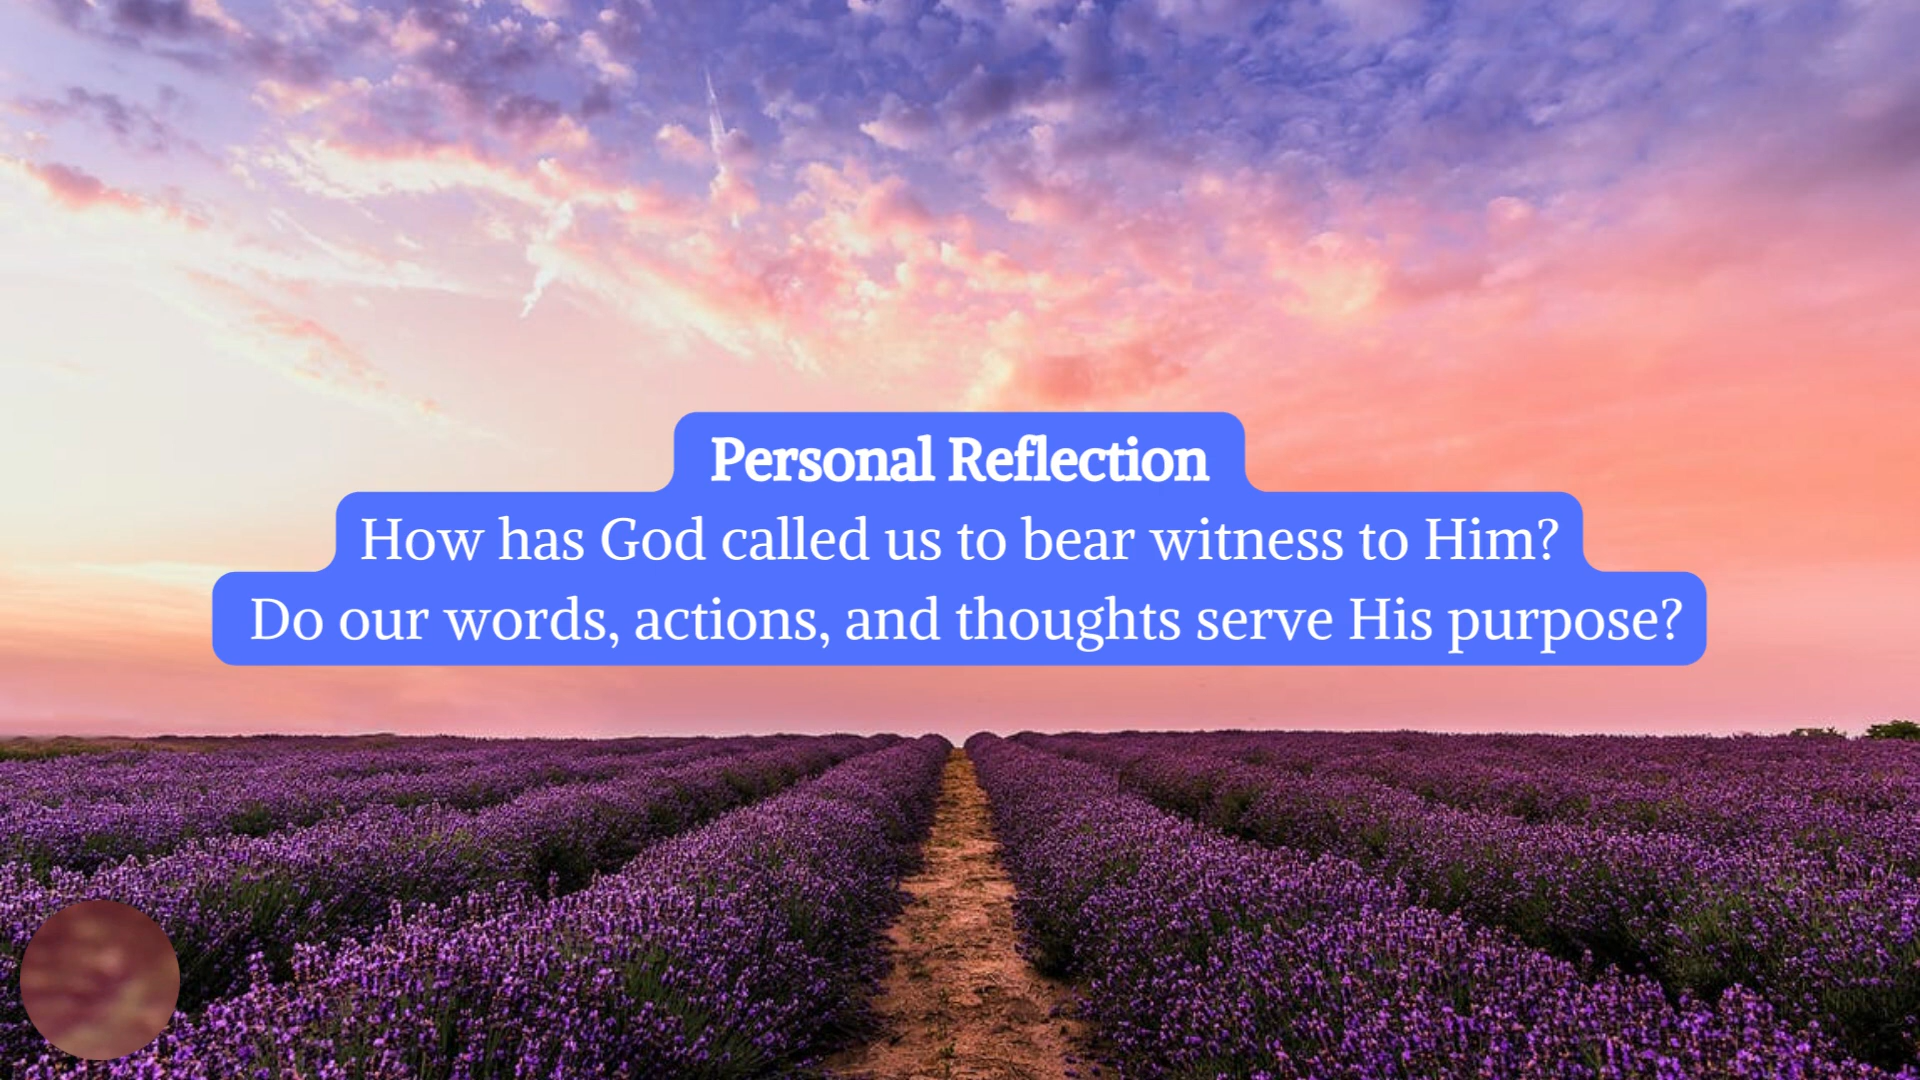 Personal Reflection
How has God called us to bear witness to Him?
Do our words, actions, and thoughts serve His purpose?